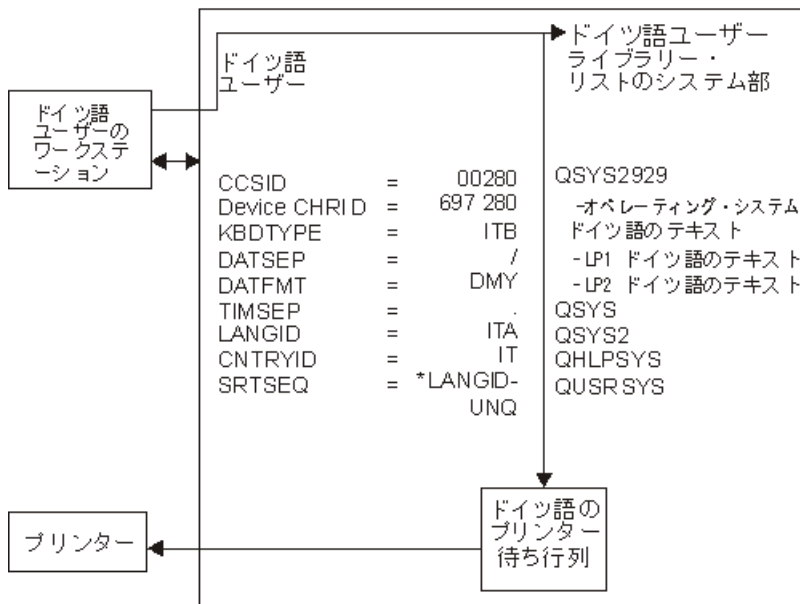 ドイツ語ユーザー
ライブラリー・
リストのシステム部
ドイツ語
ユーザー
ドイツ語
ユーザーの
ワークステ
ーション
CCSID = 00280
Device CHRID = 697 280
KBDTYPE = ITB
DATSEP = /
DATFMT = DMY
TIMSEP = .
LANGID = ITA
CNTRYID = IT
SRTSEQ = *LANGID-
UNQ
QSYS2929
-オペレーティング・システム
ドイツ語のテキスト
-LP1 ドイツ語のテキスト
-LP2 ドイツ語のテキスト
QSYS
QSYS2
QHLPSYS
QUSRSYS
ドイツ語の
プリンター
待ち行列
プリンター